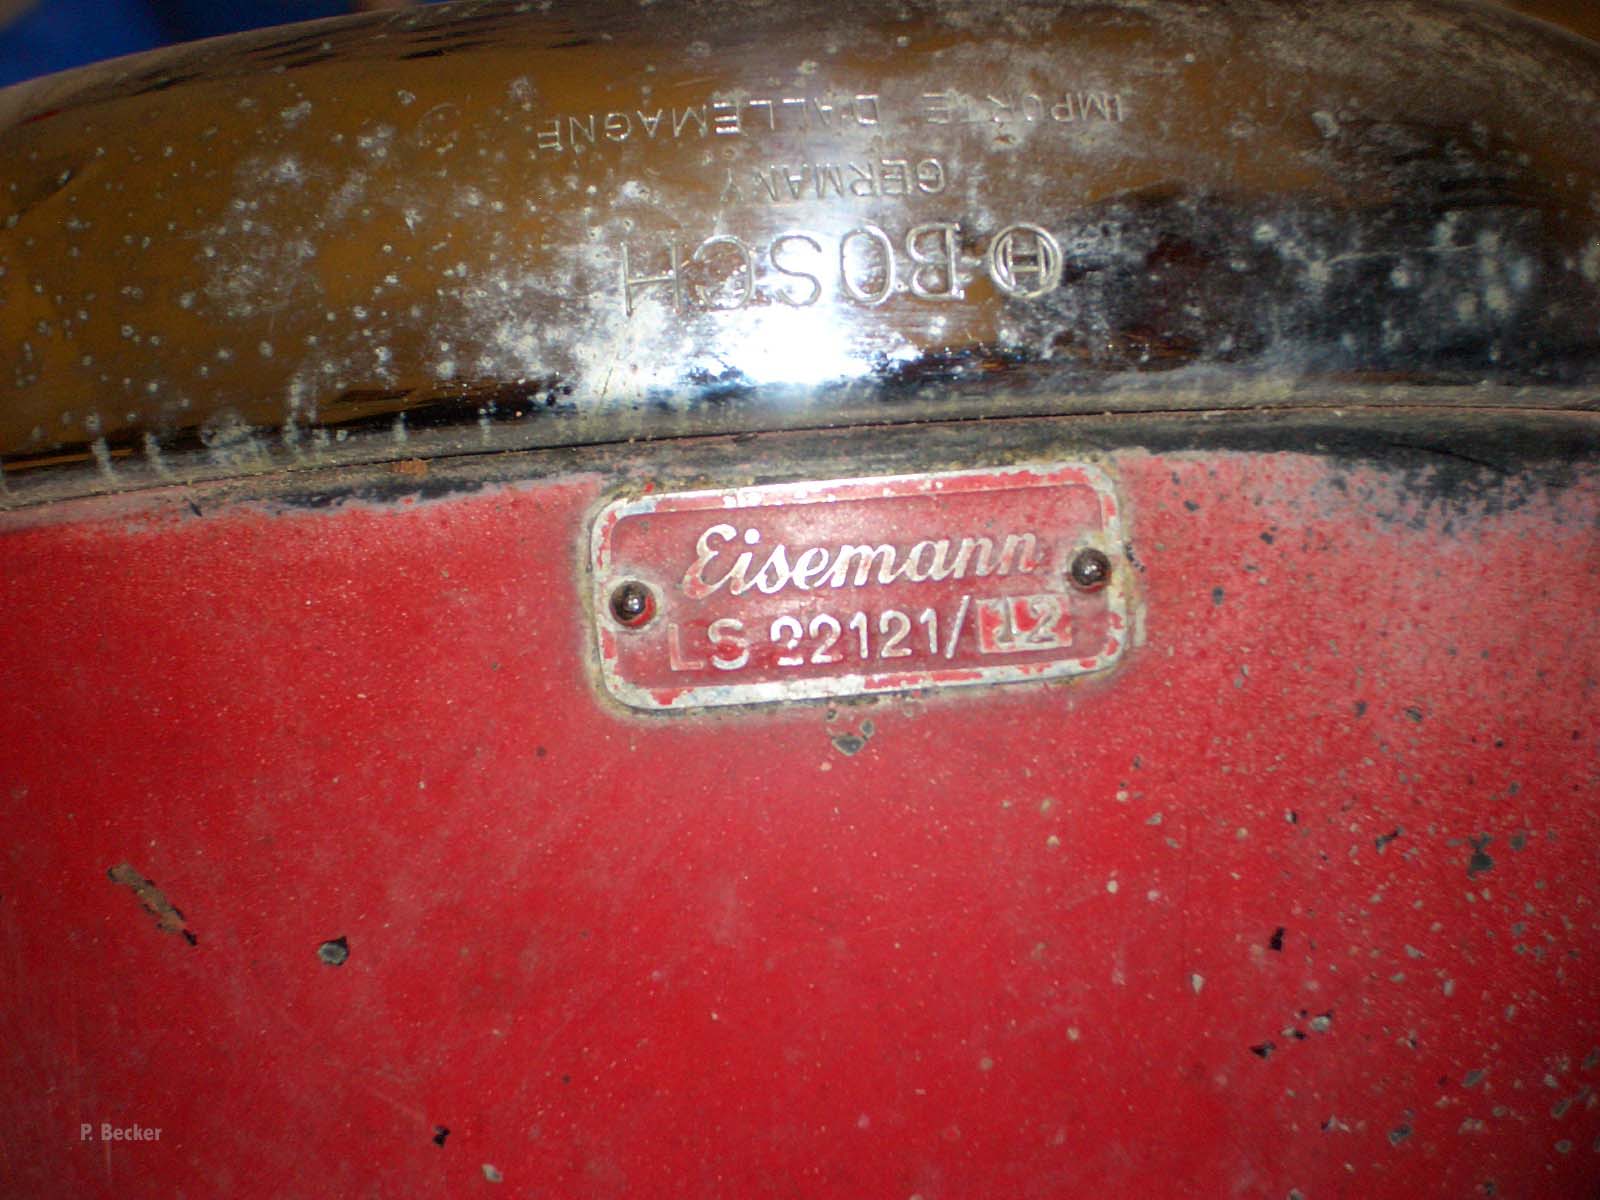 BOSCH
GERMANY
IMPORTE D'ALLEMAGNE
Eisemann
LS 22121/12
P. Becker